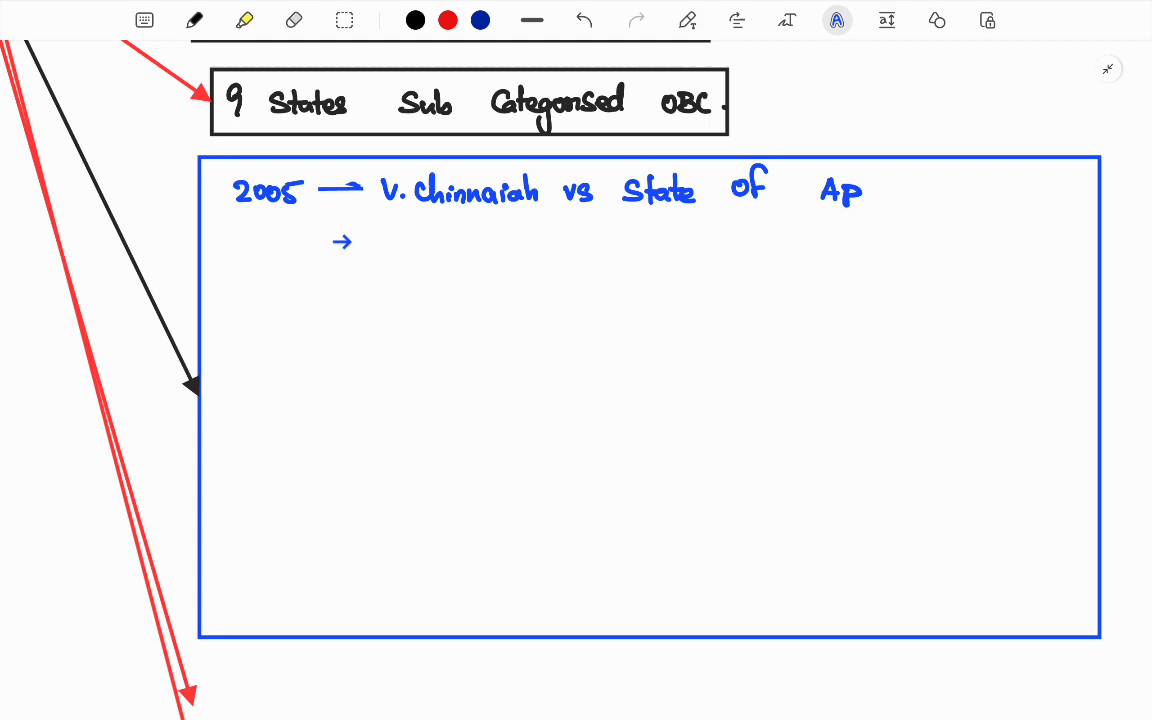 9 States Sub Categorised OBC.
2005 → V. Chinnaiah vs State of Ap
→